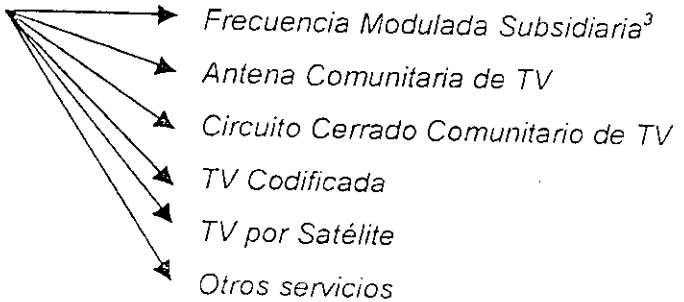 Frecuencia Modulada Subsidiaria³
Antena Comunitaria de TV
Circuito Cerrado Comunitario de TV
TV Codificada
TV por Satélite
Otros servicios